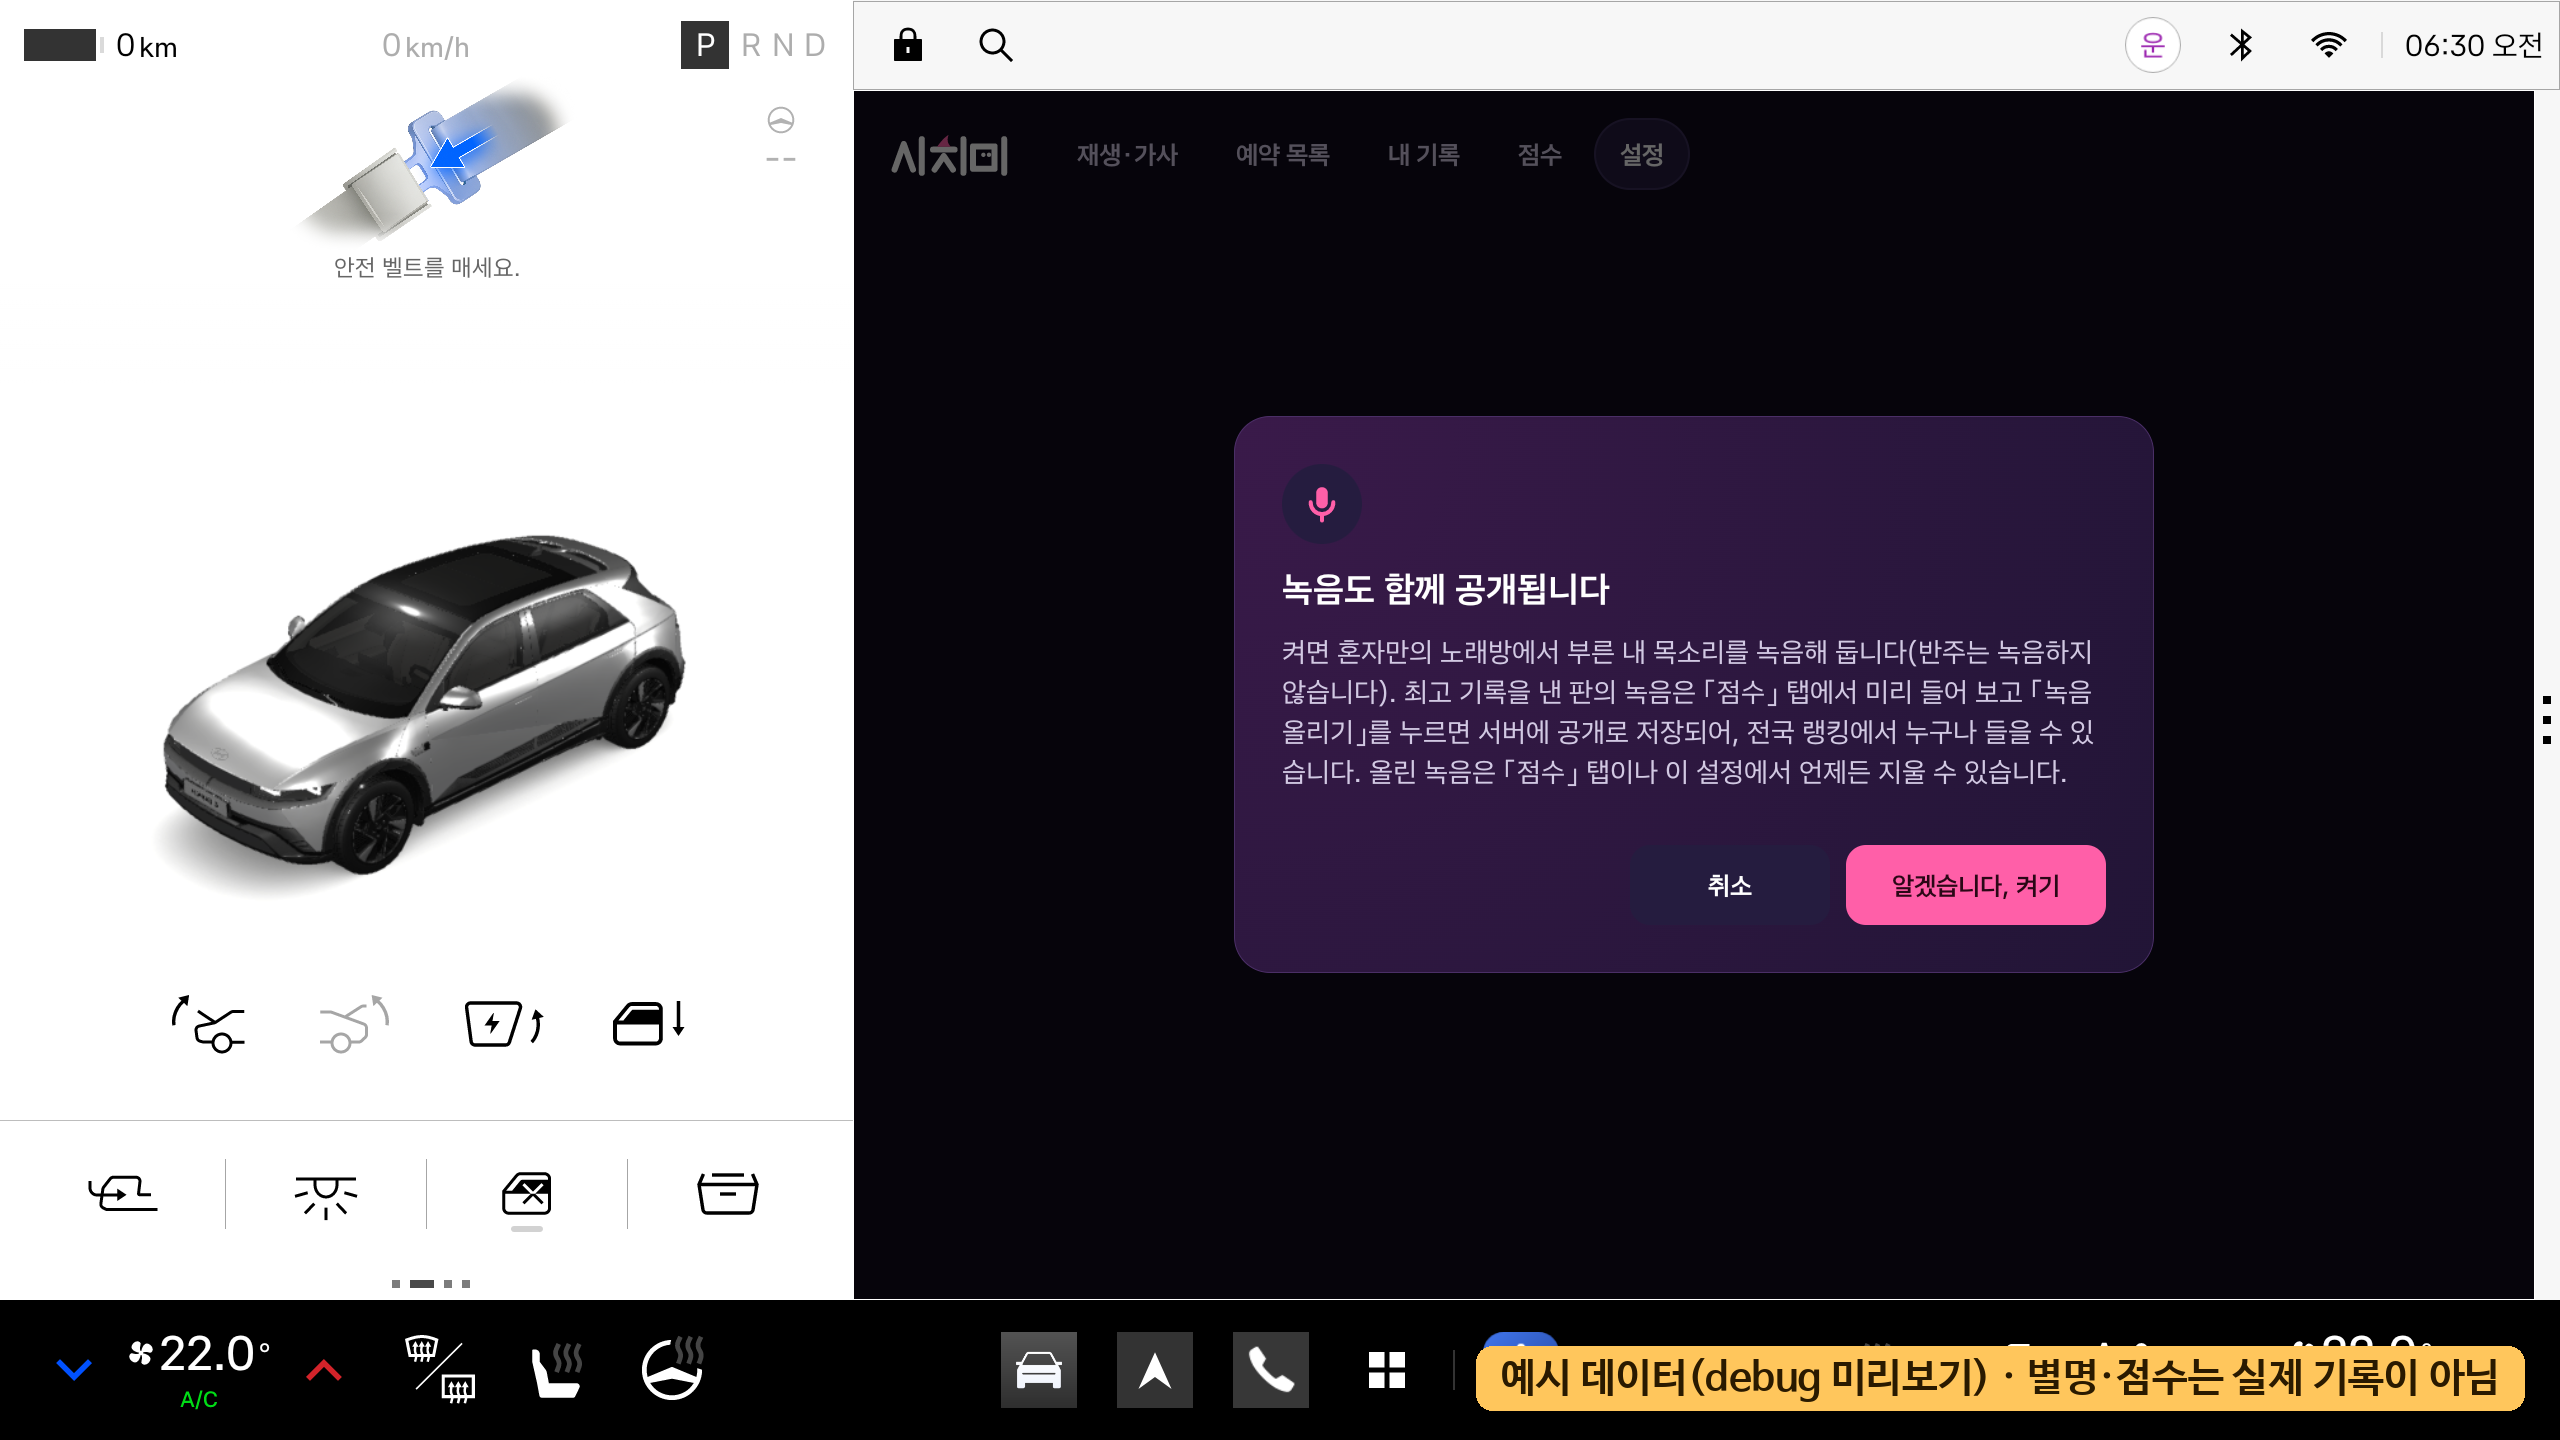 0 km
0 km/h
P R N D
안전 벨트를 매세요.
운
06:30 오전
시치미
재생·가사
예약 목록
내 기록
점수
설정
녹음도 함께 공개됩니다
켜면 혼자만의 노래방에서 부른 내 목소리를 녹음해 둡니다(반주는 녹음하지
않습니다). 최고 기록을 낸 판의 녹음은 「점수」 탭에서 미리 들어 보고 「녹음
올리기」를 누르면 서버에 공개로 저장되어, 전국 랭킹에서 누구나 들을 수 있
습니다. 올린 녹음은 「점수」 탭이나 이 설정에서 언제든 지울 수 있습니다.
취소
알겠습니다, 켜기
22.0°
A/C
예시 데이터(debug 미리보기) · 별명·점수는 실제 기록이 아님